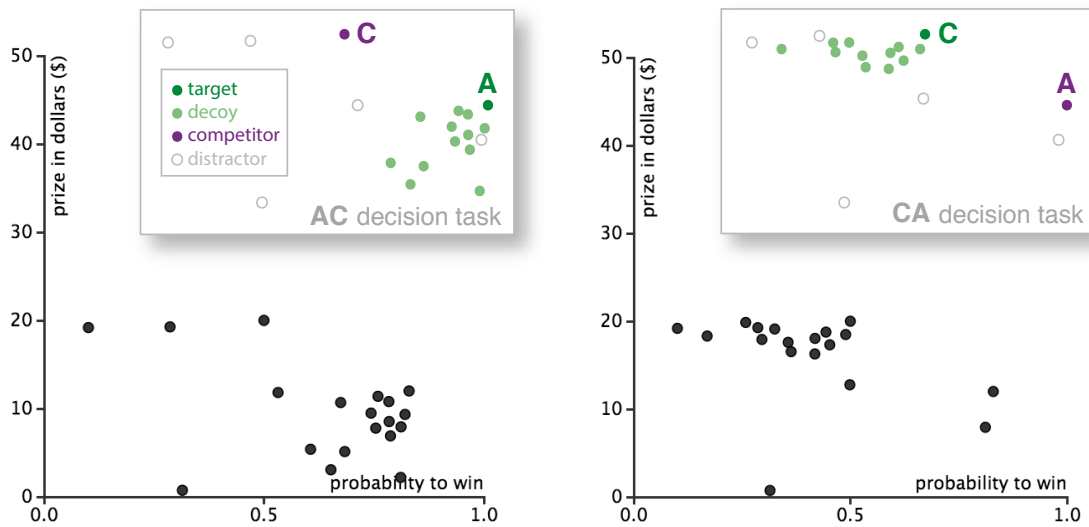 C
A
target
decoy
competitor
distractor
AC decision task
prize in dollars ($)
50
40
30
20
10
0
0.0
0.5
1.0
probability to win
C
A
CA decision task
prize in dollars ($)
50
40
30
20
10
0
0.0
0.5
1.0
probability to win